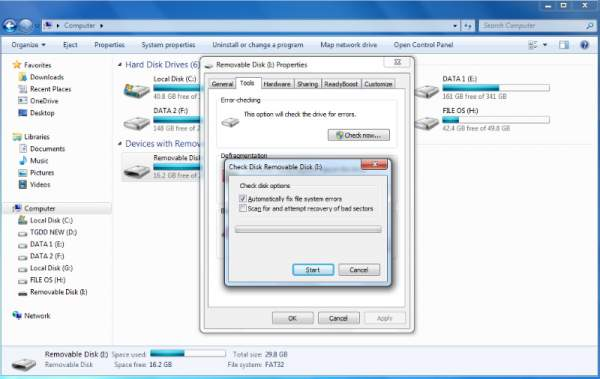 Computer
Search Computer
Organize Eject Properties System properties Uninstall or change a program Map network drive Open Control Panel
Favorites
Downloads
Recent Places
OneDrive
Desktop
Libraries
Documents
Music
Pictures
Videos
Computer
Local Disk (C:)
TGDD NEW (D:)
DATA 1 (E:)
DATA 2 (F:)
Local Disk (G:)
FILE OS (H:)
Removable Disk (I:)
Network
Hard Disk Drives (6)
Local Disk (C:)
40.8 GB free of
DATA 2 (F:)
148 GB free of
Devices with Remov
Removable Disk
16.2 GB free of
DATA 1 (E:)
161 GB free of 341 GB
FILE OS (H:)
42.4 GB free of 49.8 GB
Removable Disk (I:) Properties
General Tools Hardware Sharing ReadyBoost Customize
Error-checking
This option will check the drive for errors.
Check now...
Defragmentation
Check Disk Removable Disk (I:)
Check disk options
Automatically fix file system errors
Scan for and attempt recovery of bad sectors
Start Cancel
OK Cancel Apply
Removable Disk (I:) Space used: Total size: 29.8 GB
Removable Disk Space free: 16.2 GB File system: FAT32